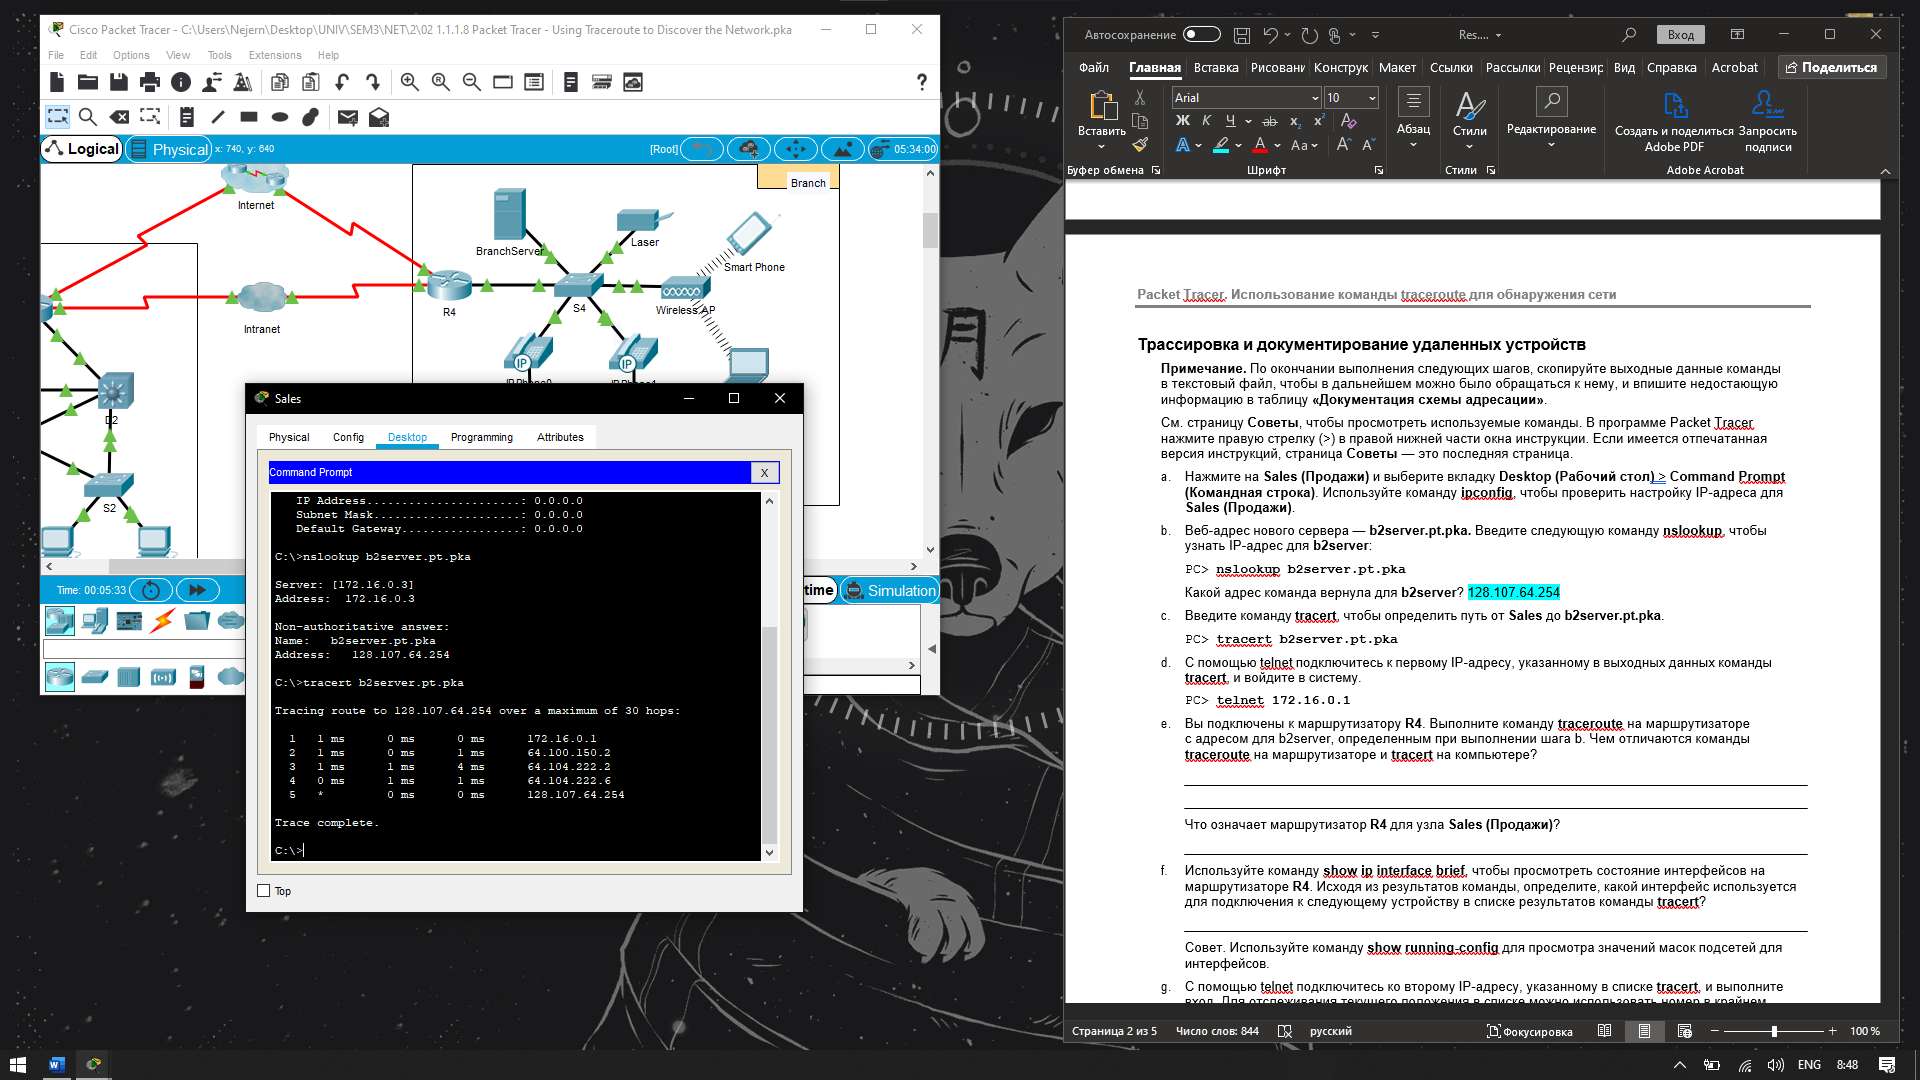 Cisco Packet Tracer - C:\Users\Nejern\Desktop\UNIV\SEM3\NET\2\02 1.1.1.8 Packet Tracer - Using Traceroute to Discover the Network.pka
File Edit Options View Tools Extensions Help
Logical Physical x: 740, y: 640 [Root] 05:34:00
Branch
Internet
BranchServer
Laser
Smart Phone
Intranet
R4
S4
Wireless AP
IP
IP
D2
S2
Time: 00:05:33
time Simulation
Sales
Physical Config Desktop Programming Attributes
Command Prompt X
IP Address......................: 0.0.0.0
Subnet Mask.....................: 0.0.0.0
Default Gateway.................: 0.0.0.0
C:\>nslookup b2server.pt.pka
Server: [172.16.0.3]
Address:  172.16.0.3
Non-authoritative answer:
Name:   b2server.pt.pka
Address:   128.107.64.254
C:\>tracert b2server.pt.pka
Tracing route to 128.107.64.254 over a maximum of 30 hops:
1   1 ms      0 ms      0 ms      172.16.0.1
2   1 ms      0 ms      1 ms      64.100.150.2
3   1 ms      1 ms      4 ms      64.104.222.2
4   0 ms      1 ms      1 ms      64.104.222.6
5   *         0 ms      0 ms      128.107.64.254
Trace complete.
C:\>
Top
Автосохранение Res.... Вход
Файл Главная Вставка Рисовани Конструк Макет Ссылки Рассылки Рецензир Вид Справка Acrobat Поделиться
Вставить
Arial 10
Ж К Ч ab x₂ x²
A A Aa A A
Абзац
Стили
Редактирование
Создать и поделиться Adobe PDF
Запросить подписи
Буфер обмена Шрифт Стили Adobe Acrobat
Packet Tracer. Использование команды traceroute для обнаружения сети
Трассировка и документирование удаленных устройств
Примечание. По окончании выполнения следующих шагов, скопируйте выходные данные команды
в текстовый файл, чтобы в дальнейшем можно было обращаться к нему, и впишите недостающую
информацию в таблицу «Документация схемы адресации».
См. страницу Советы, чтобы просмотреть используемые команды. В программе Packet Tracer
нажмите правую стрелку (>) в правой нижней части окна инструкции. Если имеется отпечатанная
версия инструкций, страница Советы — это последняя страница.
a. Нажмите на Sales (Продажи) и выберите вкладку Desktop (Рабочий стол) > Command Prompt
(Командная строка). Используйте команду ipconfig, чтобы проверить настройку IP-адреса для
Sales (Продажи).
b. Веб-адрес нового сервера — b2server.pt.pka. Введите следующую команду nslookup, чтобы
узнать IP-адрес для b2server:
PC> nslookup b2server.pt.pka
Какой адрес команда вернула для b2server? 128.107.64.254
c. Введите команду tracert, чтобы определить путь от Sales до b2server.pt.pka.
PC> tracert b2server.pt.pka
d. С помощью telnet подключитесь к первому IP-адресу, указанному в выходных данных команды
tracert, и войдите в систему.
PC> telnet 172.16.0.1
e. Вы подключены к маршрутизатору R4. Выполните команду traceroute на маршрутизаторе
с адресом для b2server, определенным при выполнении шага b. Чем отличаются команды
traceroute на маршрутизаторе и tracert на компьютере?
Что означает маршрутизатор R4 для узла Sales (Продажи)?
f. Используйте команду show ip interface brief, чтобы просмотреть состояние интерфейсов на
маршрутизаторе R4. Исходя из результатов команды, определите, какой интерфейс используется
для подключения к следующему устройству в списке результатов команды tracert?
Совет. Используйте команду show running-config для просмотра значений масок подсетей для
интерфейсов.
g. С помощью telnet подключитесь ко второму IP-адресу, указанному в списке tracert, и выполните
вход. Для отслеживания текущего положения в списке можно использовать номер в крайнем
Страница 2 из 5 Число слов: 844 русский Фокусировка 100 %
ENG 8:48